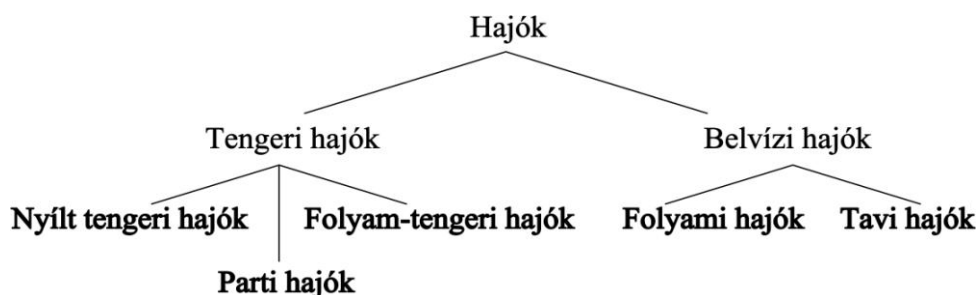 Hajók
Tengeri hajók Belvízi hajók
Nyílt tengeri hajók Folyam-tengeri hajók Folyami hajók Tavi hajók
Parti hajók